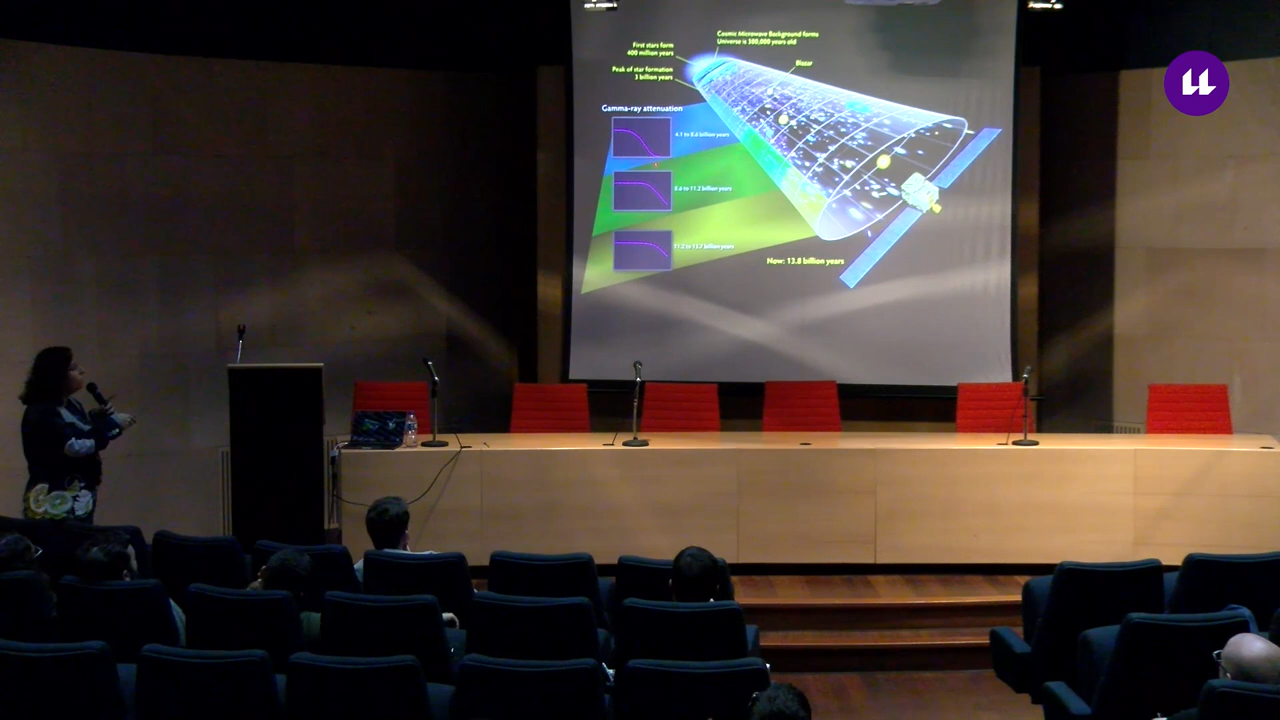 Cosmic Microwave Background forms
Universe is 380,000 years old
First stars form
400 million years
Blazar
Peak of star formation
3 billion years
Gamma-ray attenuation
4.1 to 8.6 billion years
8.6 to 11.2 billion years
11.2 to 13.7 billion years
Now: 13.8 billion years